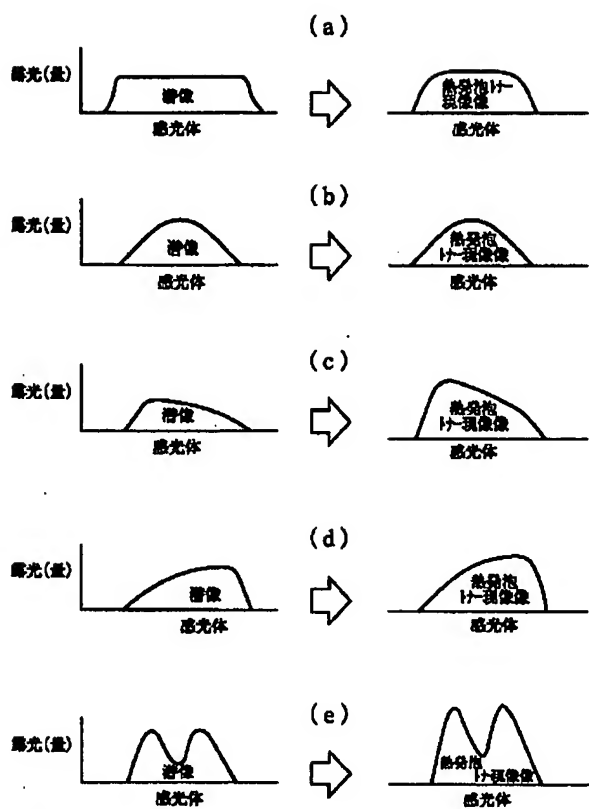 (a)
露光(量)
潜像
感光体
熱発泡トナー
現像像
感光体
(b)
露光(量)
潜像
感光体
熱発泡
トナー現像像
感光体
(c)
露光(量)
潜像
感光体
熱発泡
トナー現像像
感光体
(d)
露光(量)
潜像
感光体
熱発泡
トナー現像像
感光体
(e)
露光(量)
潜像
感光体
熱発泡
トナー現像像
感光体